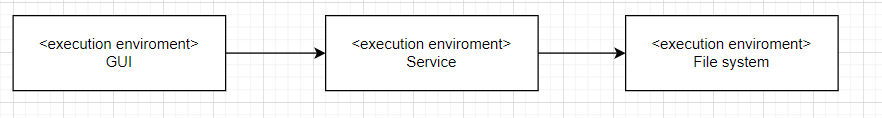 <execution enviroment>
GUI
<execution enviroment>
Service
<execution enviroment>
File system